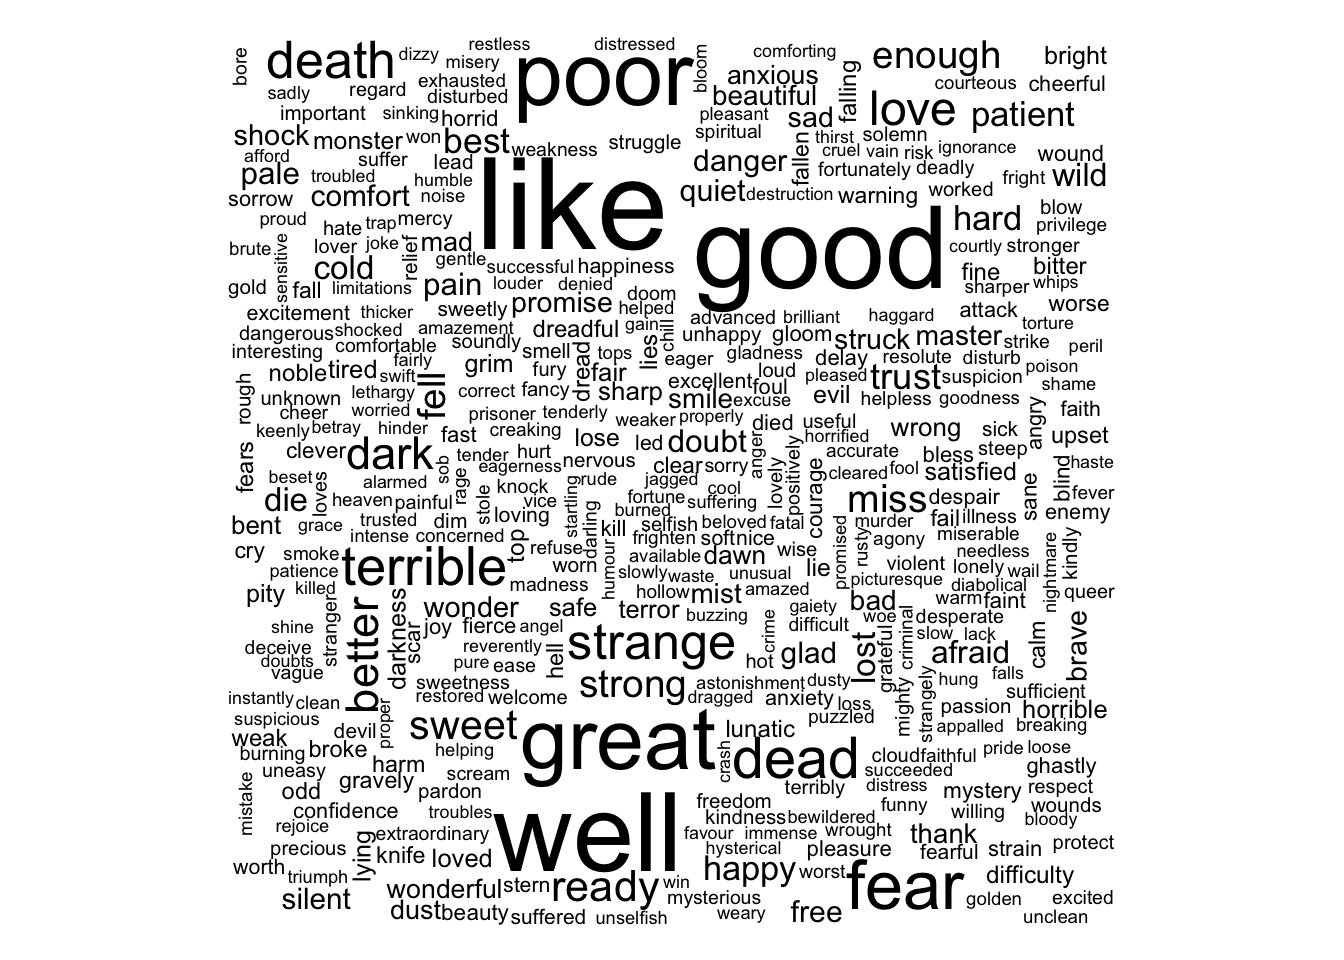 bore death dizzy restless distressed poor bloom comforting enough bright
misery
sadly regard exhausted disturbed anxious beautiful falling courteous cheerful
important sinking horrid pleasant sad love patient
shock monster won best weakness struggle spiritual thirst solemn
afford suffer lead danger fallen cruel vain risk ignorance wound
pale troubled humble like fortunately deadly fright wild
sorrow comfort noise quiet destruction warning worked
proud hate trap mercy good hard blow privilege
brute sensitive lover joke relief mad courtly stronger
cold gentle successful happiness fine bitter
gold fall limitations pain louder denied doom sharper whips
excitement thicker sweetly promise helped advanced brilliant haggard attack worse
dangerous shocked amazement dreadful gain chill unhappy gloom struck master strike torture
interesting comfortable soundly smell tops lies eager gladness delay resolute disturb peril
noble tired fairly swift grim fury dread fair loud pleased trust suspicion poison
rough unknown lethargy fell correct fancy sharp excellent foul shame
cheer worried prisoner tenderly smile excuse evil helpless goodness
keenly betray hinder weaker properly died useful faith
fears clever dark fast creaking lose led doubt anger horrified wrong sick angry upset
sob tender hurt nervous clear sorry lovely positively accurate bless steep
beset loves alarmed rage eagerness rude jagged cool courage cleared fool satisfied sane blind haste
die heaven painful stole knock vice startling fortune suffering miss despair fever
bent grace trusted dim loving darling burned selfish beloved fatal promised rusty murder fail illness enemy
cry intense concerned top kill frighten soft nice agony miserable
smoke refuse available dawn wise needless nightmare kindly
patience terrible worn humour slowly waste unusual lie picturesque violent lonely wail
pity killed madness hollow mist amazed diabolical queer
stranger better darkness scar wonder safe terror buzzing gaiety bad warm faint
shine joy fierce angel crime difficult woe desperate calm brave
deceive reverently strange lost grateful criminal slow lack
doubts pure ease hell hot glad afraid
vague sweetness strong astonishment dusty mighty strangely hung falls
instantly clean restored welcome dragged anxiety loss passion sufficient
suspicious proper sweet great puzzled appalled horrible
weak devil lunatic breaking
burning broke helping crash dead cloud faithful pride loose
uneasy harm scream succeeded ghastly
mistake odd gravely pardon terribly distress mystery respect
confidence troubles well freedom funny willing wounds
rejoice kindness bewildered bloody
precious lying extraordinary favour immense wrought thank
worth knife loved hysterical pleasure fearful strain protect
triumph happy worst fear difficulty
silent wonderful stern ready win mysterious golden excited
dust beauty suffered unselfish weary free unclean